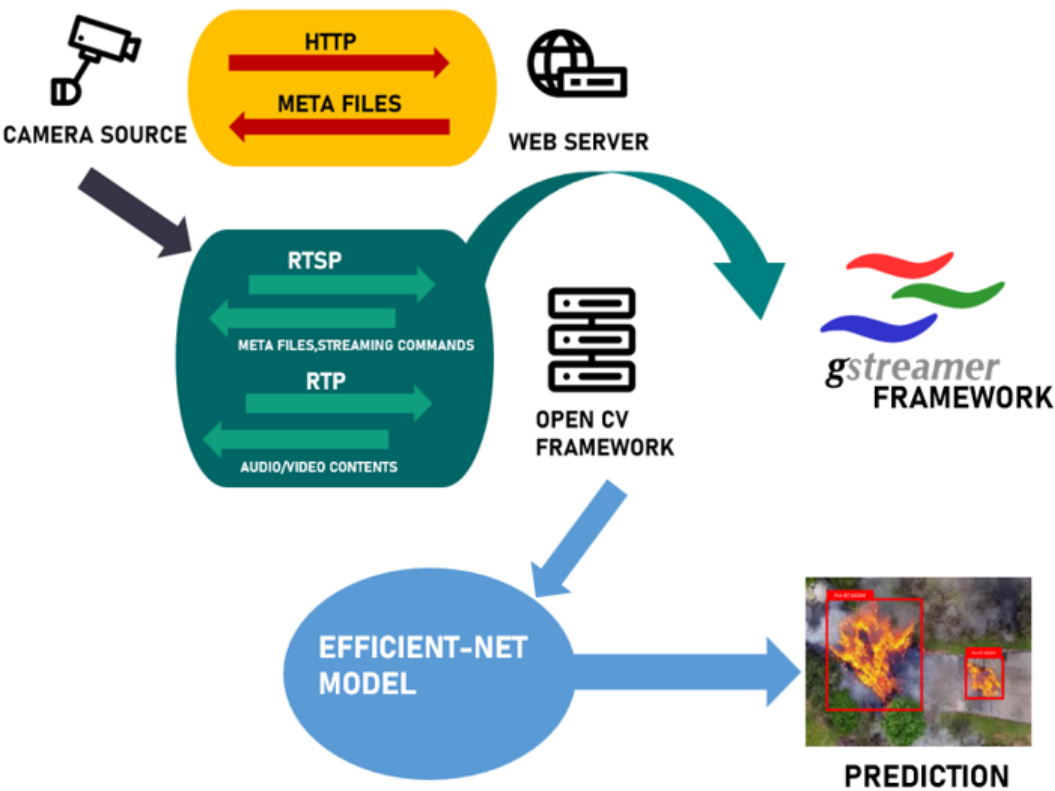 HTTP
META FILES
CAMERA SOURCE
WEB SERVER
RTSP
META FILES,STREAMING COMMANDS
RTP
AUDIO/VIDEO CONTENTS
OPEN CV
FRAMEWORK
gstreamer
FRAMEWORK
EFFICIENT-NET
MODEL
PREDICTION